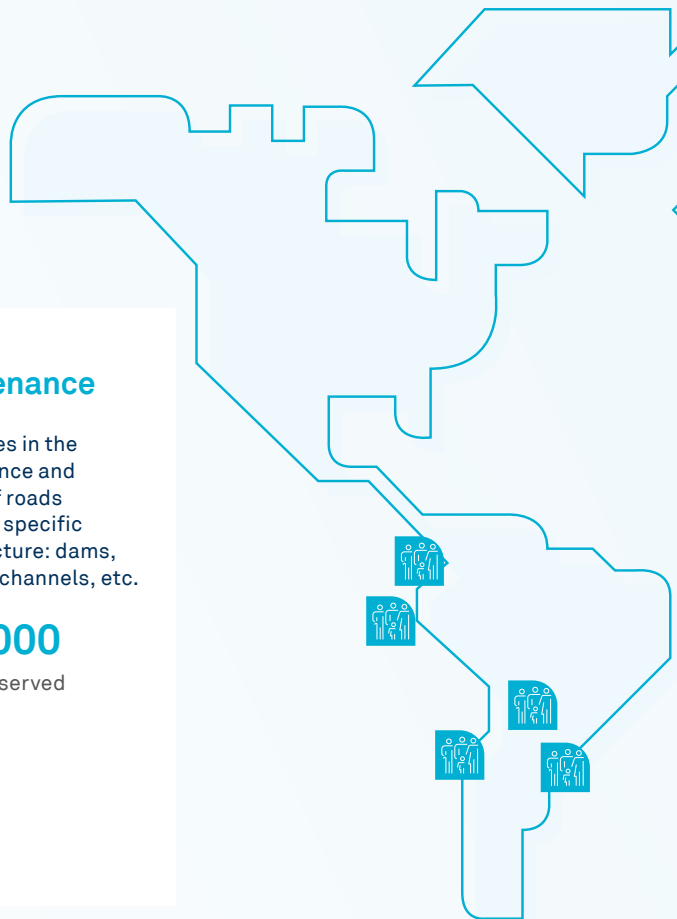 enance
es in the
nce and
f roads
specific
cture: dams,
channels, etc.
000
served